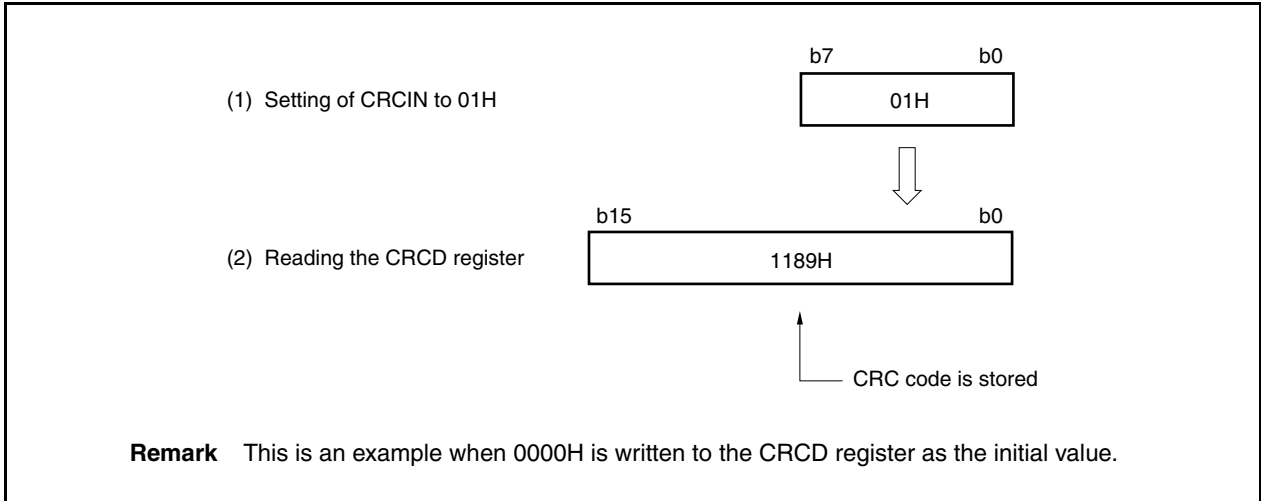 b7 b0
(1) Setting of CRCIN to 01H
01H
b15 b0
(2) Reading the CRCD register
1189H
CRC code is stored
Remark This is an example when 0000H is written to the CRCD register as the initial value.